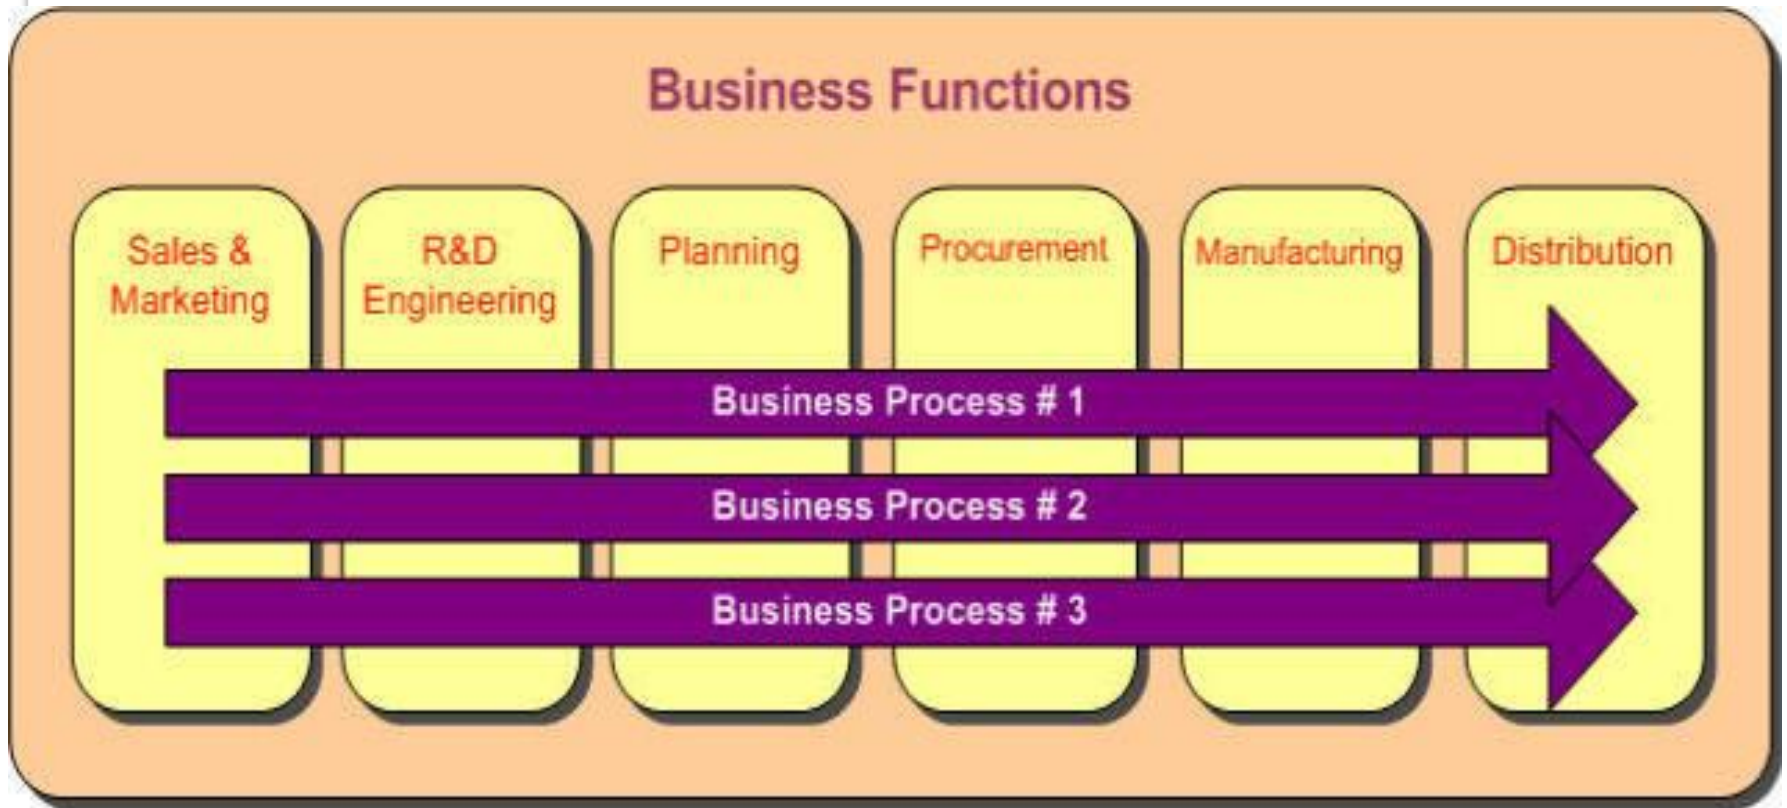 Business Functions
Sales &
Marketing
R&D
Engineering
Planning
Procurement
Manufacturing
Distribution
Business Process # 1
Business Process # 2
Business Process # 3